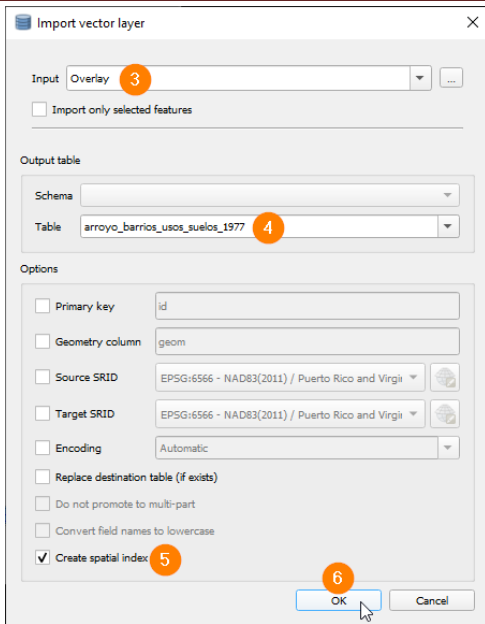 Import vector layer
Input Overlay 3 ...
Import only selected features
Output table
Schema
Table arroyo_barrios_usos_suelos_1977 4
Options
Primary key id
Geometry column geom
Source SRID EPSG:6566 - NAD83(2011) / Puerto Rico and Virgin
Target SRID EPSG:6566 - NAD83(2011) / Puerto Rico and Virgin
Encoding Automatic
Replace destination table (if exists)
Do not promote to multi-part
Convert field names to lowercase
Create spatial index 5
6
OK Cancel